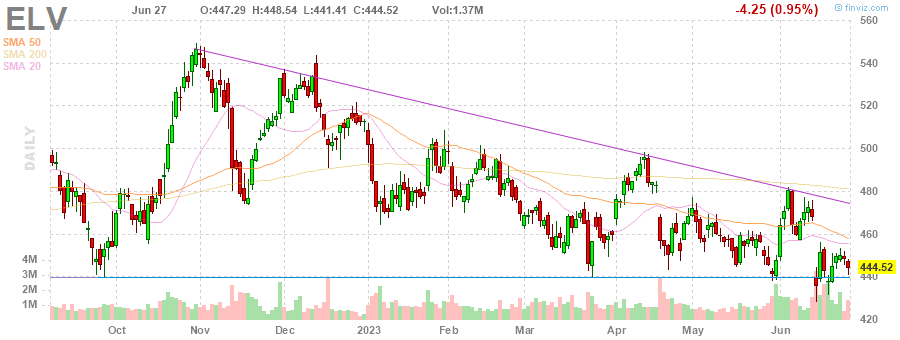 ELV Jun 27 O:447.29 H:448.54 L:441.41 C:444.52 Vol:1.37M -4.25 (0.95%) finviz.com
SMA 50
SMA 200
SMA 20
DAILY
560
540
520
500
480
460
444.52
440
420
4M
3M
2M
1M
Oct Nov Dec 2023 Feb Mar Apr May Jun